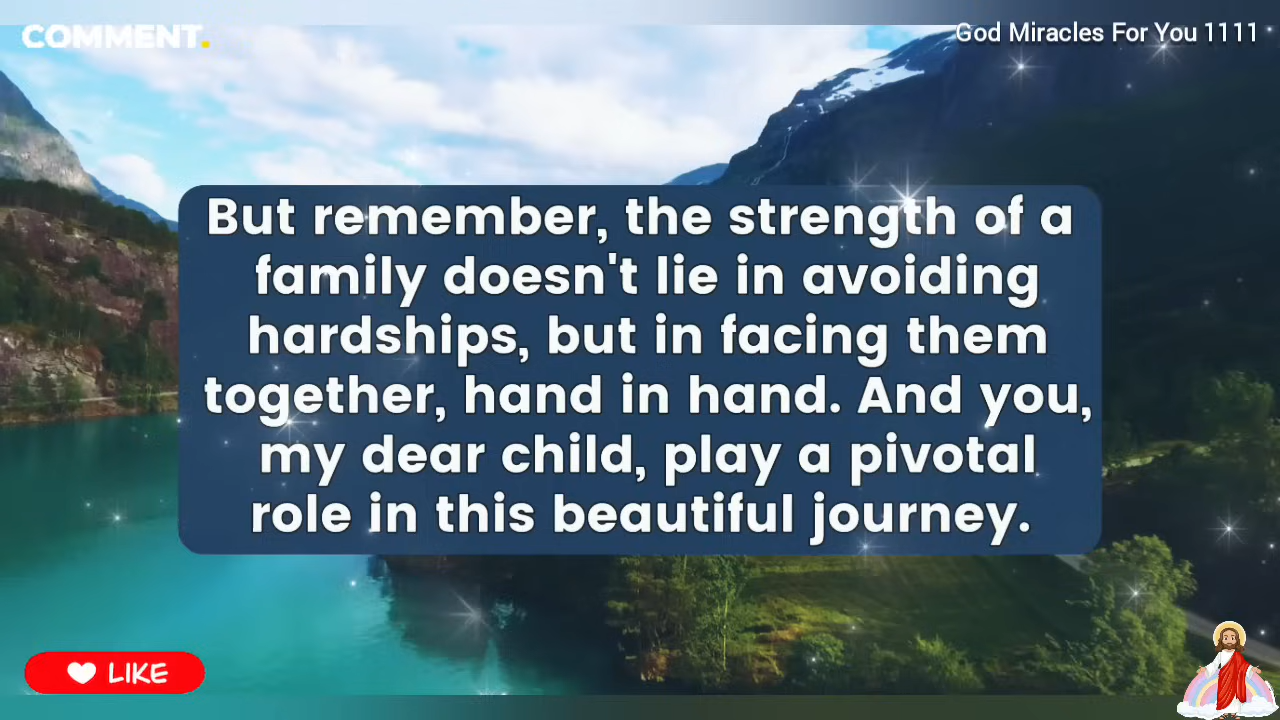 COMMENT.
God Miracles For You 1111
But remember, the strength of a
family doesn't lie in avoiding
hardships, but in facing them
together, hand in hand. And you,
my dear child, play a pivotal
role in this beautiful journey.
LIKE